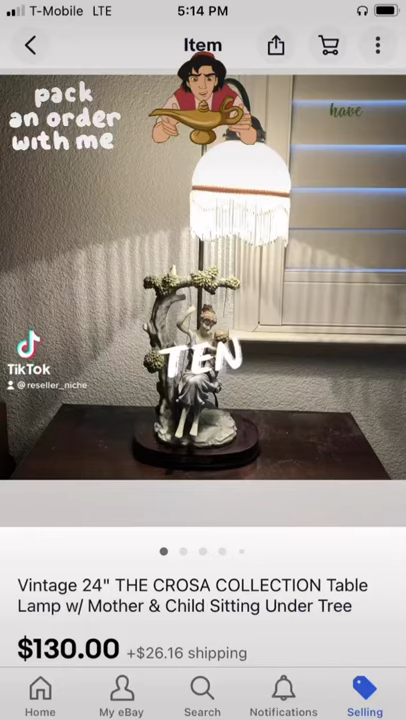 T-Mobile LTE 5:14 PM
Item
pack
an order
with me
have
TEN
TikTok
@reseller_niche
Vintage 24" THE CROSA COLLECTION Table
Lamp w/ Mother & Child Sitting Under Tree
$130.00 +$26.16 shipping
Home My eBay Search Notifications Selling